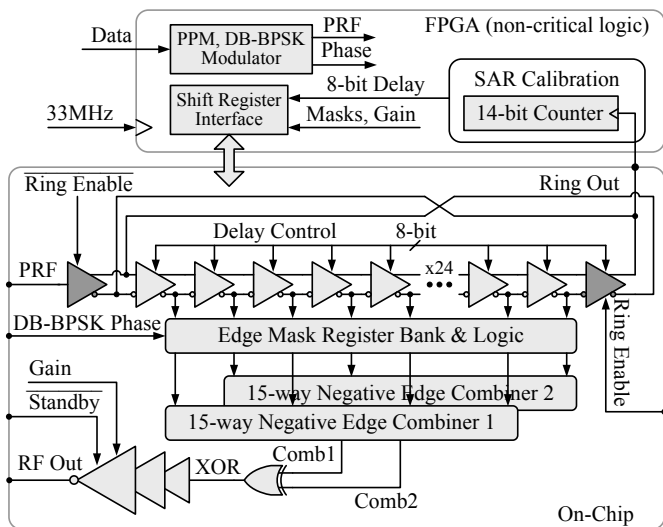 FPGA (non-critical logic)
Data
PPM, DB-BPSK
Modulator
PRF
Phase
8-bit Delay
SAR Calibration
14-bit Counter
33MHz
Shift Register
Interface
Masks, Gain
Ring Enable
Ring Out
Delay Control
8-bit
PRF
x24
DB-BPSK Phase
Edge Mask Register Bank & Logic
Ring Enable
Gain
15-way Negative Edge Combiner 2
Standby
15-way Negative Edge Combiner 1
Comb1
RF Out
XOR
Comb2
On-Chip